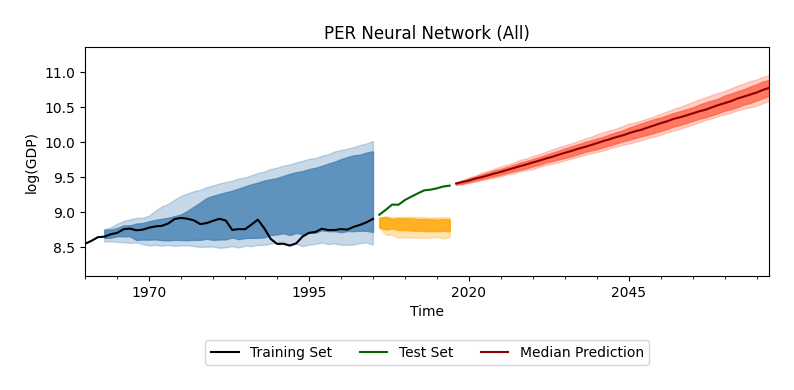 PER Neural Network (All)
log(GDP)
11.0
10.5
10.0
9.5
9.0
8.5
1970 1995 2020 2045
Time
Training Set Test Set Median Prediction